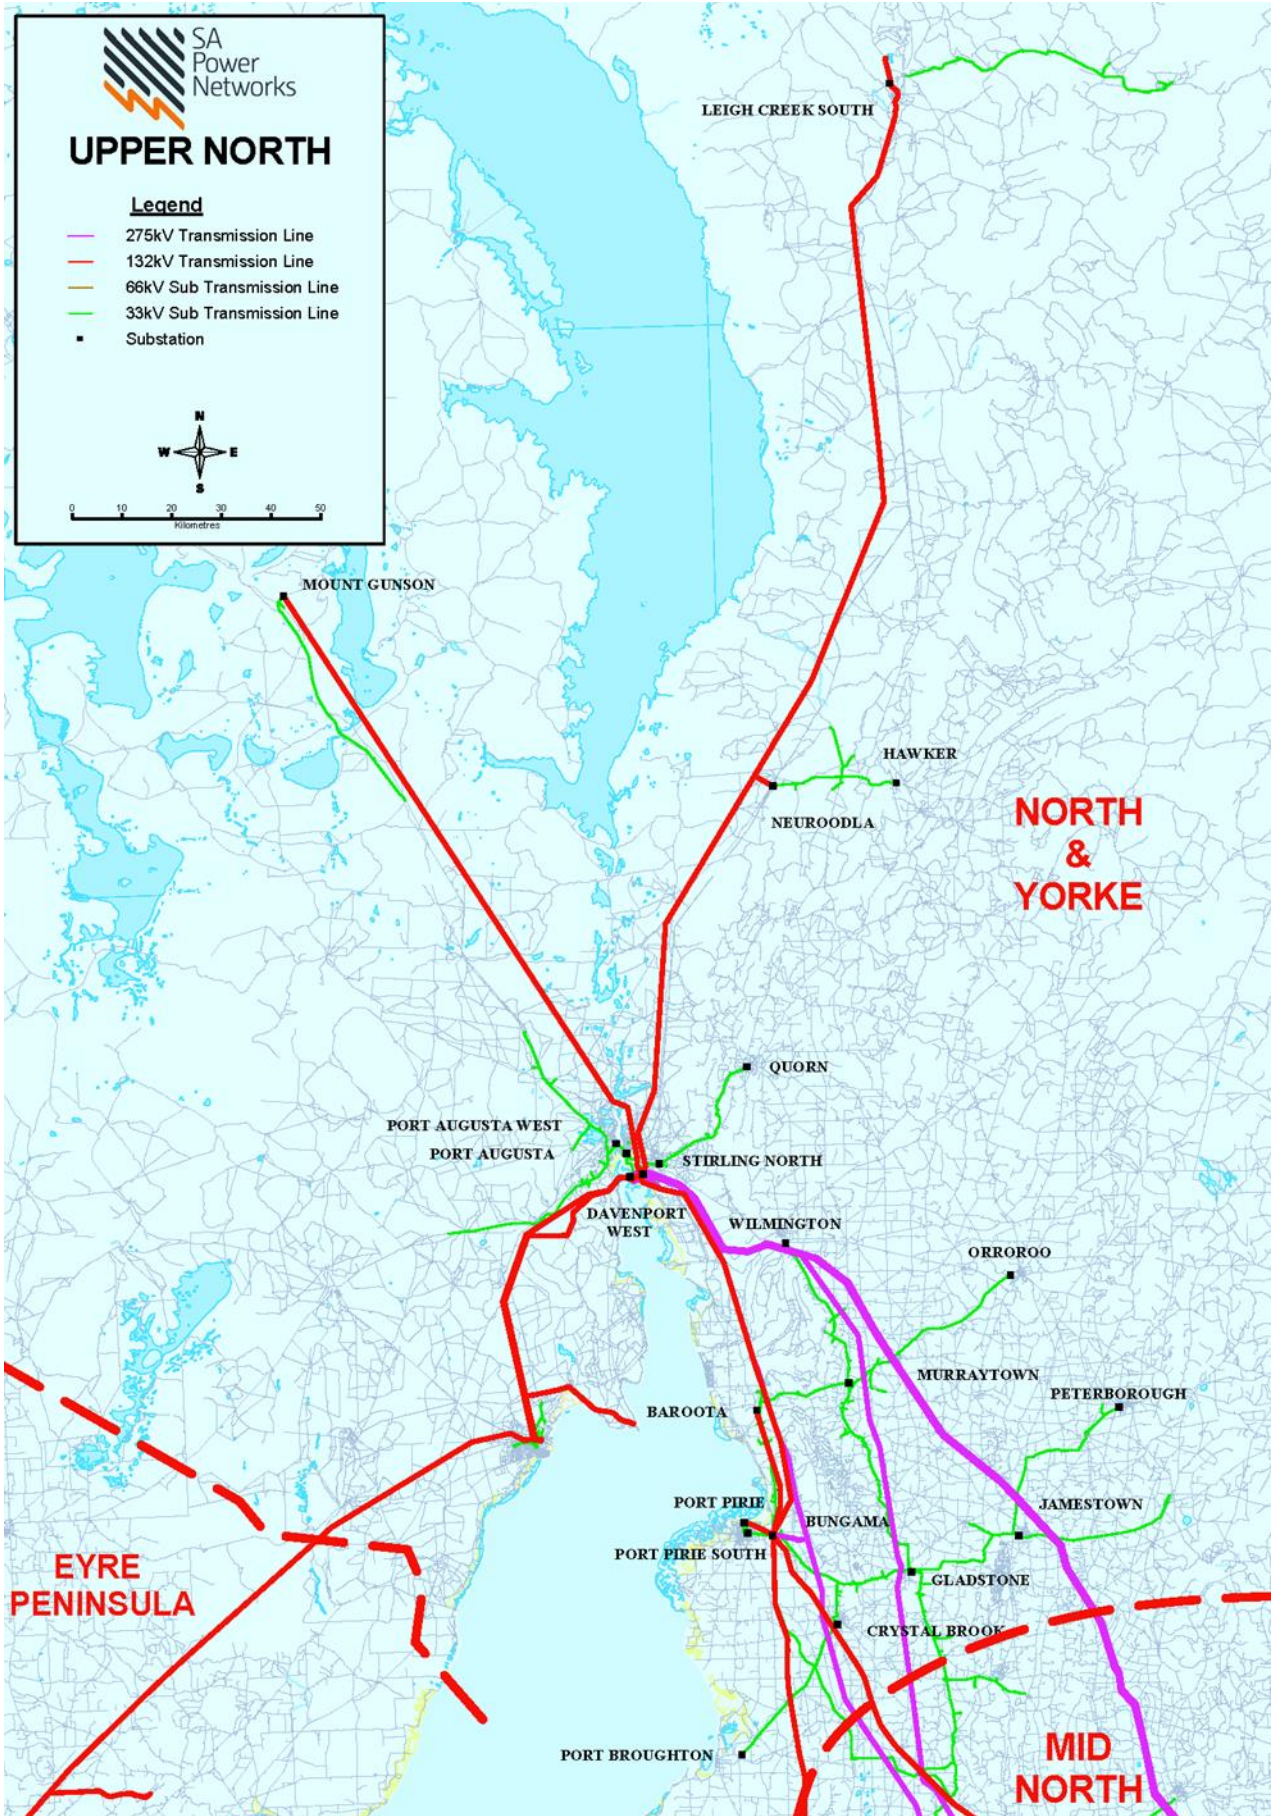 SA
Power
Networks
UPPER NORTH
Legend
275kV Transmission Line
132kV Transmission Line
66kV Sub Transmission Line
33kV Sub Transmission Line
Substation
N
W E
S
0 10 20 30 40 50
Kilometres
LEIGH CREEK SOUTH
MOUNT GUNSON
HAWKER
NEUROODLA
NORTH
&
YORKE
QUORN
PORT AUGUSTA WEST
PORT AUGUSTA
STIRLING NORTH
DAVENPORT
WEST
WILMINGTON
ORROROO
MURRAYTOWN
PETERBOROUGH
BAROOTA
PORT PIRIE
JAMESTOWN
BUNGAMA
PORT PIRIE SOUTH
EYRE
PENINSULA
GLADSTONE
CRYSTAL BROOK
PORT BROUGHTON
MID
NORTH